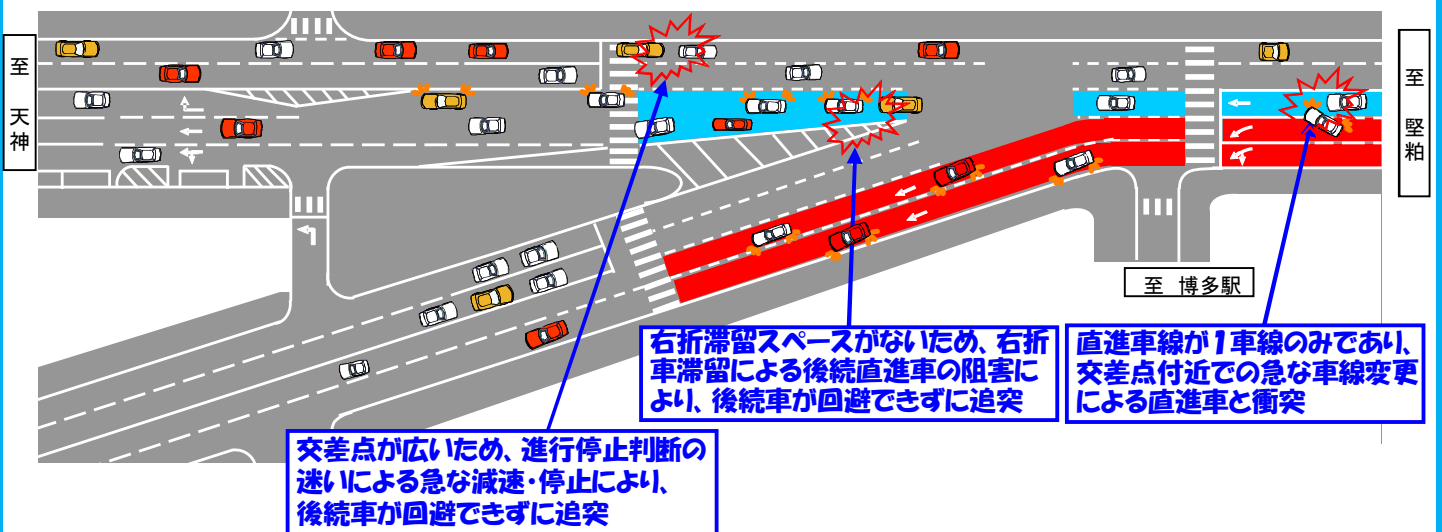 至 天神
至 堅粕
至 博多駅
右折滞留スペースがないため、右折
車滞留による後続直進車の阻害に
より、後続車が回避できずに追突
直進車線が1車線のみであり、
交差点付近での急な車線変更
による直進車と衝突
交差点が広いため、進行停止判断の
迷いによる急な減速・停止により、
後続車が回避できずに追突